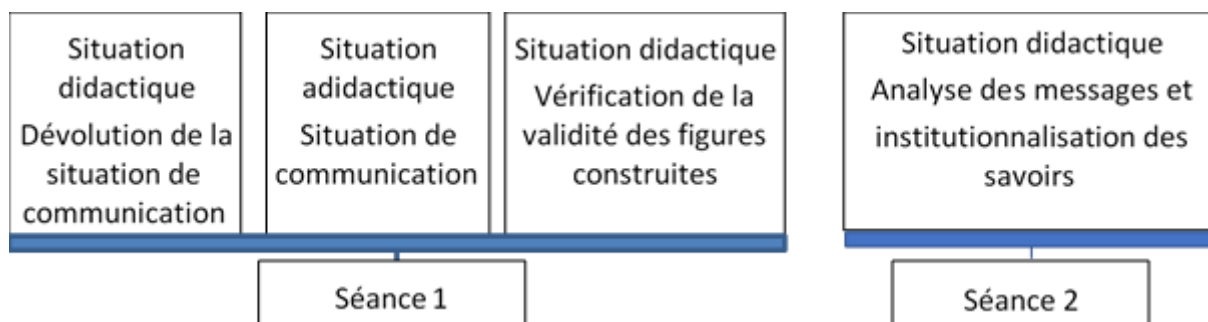 Situation
didactique
Dévolution de la
situation de
communication
Situation
adidactique
Situation de
communication
Situation didactique
Vérification de la
validité des figures
construites
Situation didactique
Analyse des messages et
institutionnalisation des
savoirs
Séance 1
Séance 2